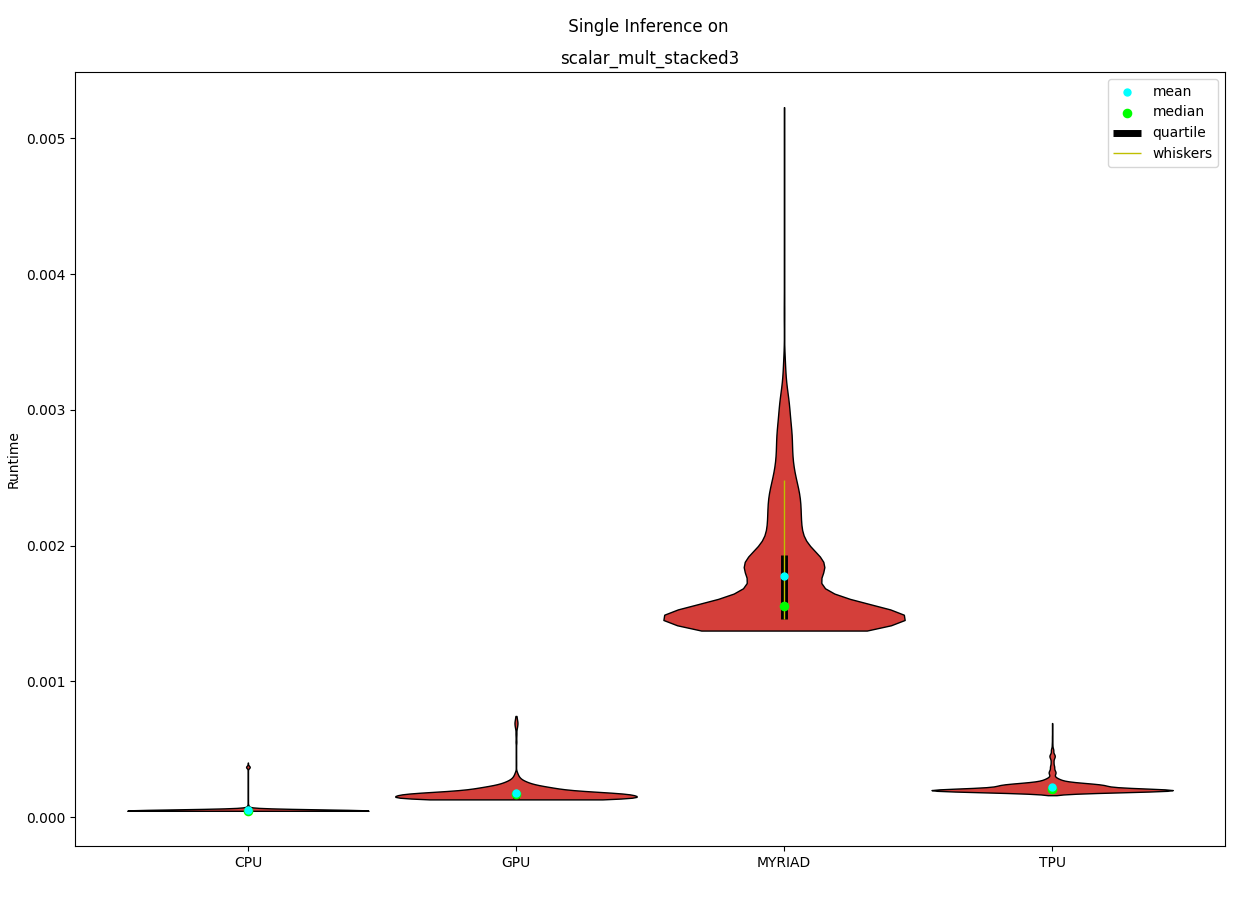 Single Inference on
scalar_mult_stacked3
mean
median
quartile
whiskers
0.005
0.004
0.003
0.002
0.001
0.000
Runtime
CPU GPU MYRIAD TPU